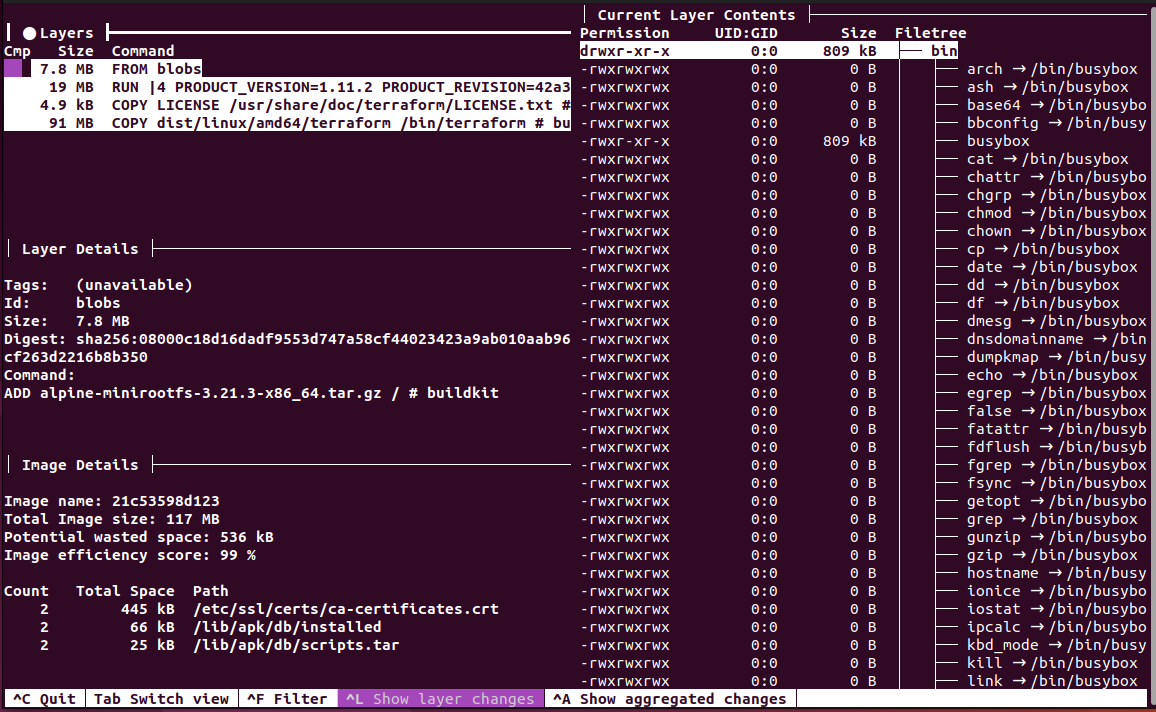 ● Layers
Cmp Size Command
7.8 MB FROM blobs
19 MB RUN |4 PRODUCT_VERSION=1.11.2 PRODUCT_REVISION=42a3
4.9 kB COPY LICENSE /usr/share/doc/terraform/LICENSE.txt #
91 MB COPY dist/linux/amd64/terraform /bin/terraform # bu
Layer Details
Tags: (unavailable)
Id: blobs
Size: 7.8 MB
Digest: sha256:08000c18d16dadf9553d747a58cf44023423a9ab010aab96
cf263d2216b8b350
Command:
ADD alpine-minirootfs-3.21.3-x86_64.tar.gz / # buildkit
Image Details
Image name: 21c53598d123
Total Image size: 117 MB
Potential wasted space: 536 kB
Image efficiency score: 99 %
Count Total Space Path
2 445 kB /etc/ssl/certs/ca-certificates.crt
2 66 kB /lib/apk/db/installed
2 25 kB /lib/apk/db/scripts.tar
Current Layer Contents
Permission UID:GID Size Filetree
drwxr-xr-x 0:0 809 kB ├── bin
-rwxrwxrwx 0:0 0 B │ ├── arch → /bin/busybox
-rwxrwxrwx 0:0 0 B │ ├── ash → /bin/busybox
-rwxrwxrwx 0:0 0 B │ ├── base64 → /bin/busybo
-rwxrwxrwx 0:0 0 B │ ├── bbconfig → /bin/busy
-rwxr-xr-x 0:0 809 kB │ ├── busybox
-rwxrwxrwx 0:0 0 B │ ├── cat → /bin/busybox
-rwxrwxrwx 0:0 0 B │ ├── chattr → /bin/busybo
-rwxrwxrwx 0:0 0 B │ ├── chgrp → /bin/busybox
-rwxrwxrwx 0:0 0 B │ ├── chmod → /bin/busybox
-rwxrwxrwx 0:0 0 B │ ├── chown → /bin/busybox
-rwxrwxrwx 0:0 0 B │ ├── cp → /bin/busybox
-rwxrwxrwx 0:0 0 B │ ├── date → /bin/busybox
-rwxrwxrwx 0:0 0 B │ ├── dd → /bin/busybox
-rwxrwxrwx 0:0 0 B │ ├── df → /bin/busybox
-rwxrwxrwx 0:0 0 B │ ├── dmesg → /bin/busybox
-rwxrwxrwx 0:0 0 B │ ├── dnsdomainname → /bin
-rwxrwxrwx 0:0 0 B │ ├── dumpkmap → /bin/busy
-rwxrwxrwx 0:0 0 B │ ├── echo → /bin/busybox
-rwxrwxrwx 0:0 0 B │ ├── egrep → /bin/busybox
-rwxrwxrwx 0:0 0 B │ ├── false → /bin/busybox
-rwxrwxrwx 0:0 0 B │ ├── fatattr → /bin/busyb
-rwxrwxrwx 0:0 0 B │ ├── fdflush → /bin/busyb
-rwxrwxrwx 0:0 0 B │ ├── fgrep → /bin/busybox
-rwxrwxrwx 0:0 0 B │ ├── fsync → /bin/busybox
-rwxrwxrwx 0:0 0 B │ ├── getopt → /bin/busybo
-rwxrwxrwx 0:0 0 B │ ├── grep → /bin/busybox
-rwxrwxrwx 0:0 0 B │ ├── gunzip → /bin/busybo
-rwxrwxrwx 0:0 0 B │ ├── gzip → /bin/busybox
-rwxrwxrwx 0:0 0 B │ ├── hostname → /bin/busy
-rwxrwxrwx 0:0 0 B │ ├── ionice → /bin/busybo
-rwxrwxrwx 0:0 0 B │ ├── iostat → /bin/busybo
-rwxrwxrwx 0:0 0 B │ ├── ipcalc → /bin/busybo
-rwxrwxrwx 0:0 0 B │ ├── kbd_mode → /bin/busy
-rwxrwxrwx 0:0 0 B │ ├── kill → /bin/busybox
-rwxrwxrwx 0:0 0 B │ ├── link → /bin/busybox
^C Quit Tab Switch view ^F Filter ^L Show layer changes ^A Show aggregated changes